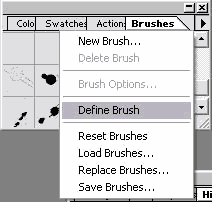 Colo Swatches Action Brushes
New Brush...
Delete Brush
Brush Options...
Define Brush
Reset Brushes
Load Brushes...
Replace Brushes...
Save Brushes...
Hi